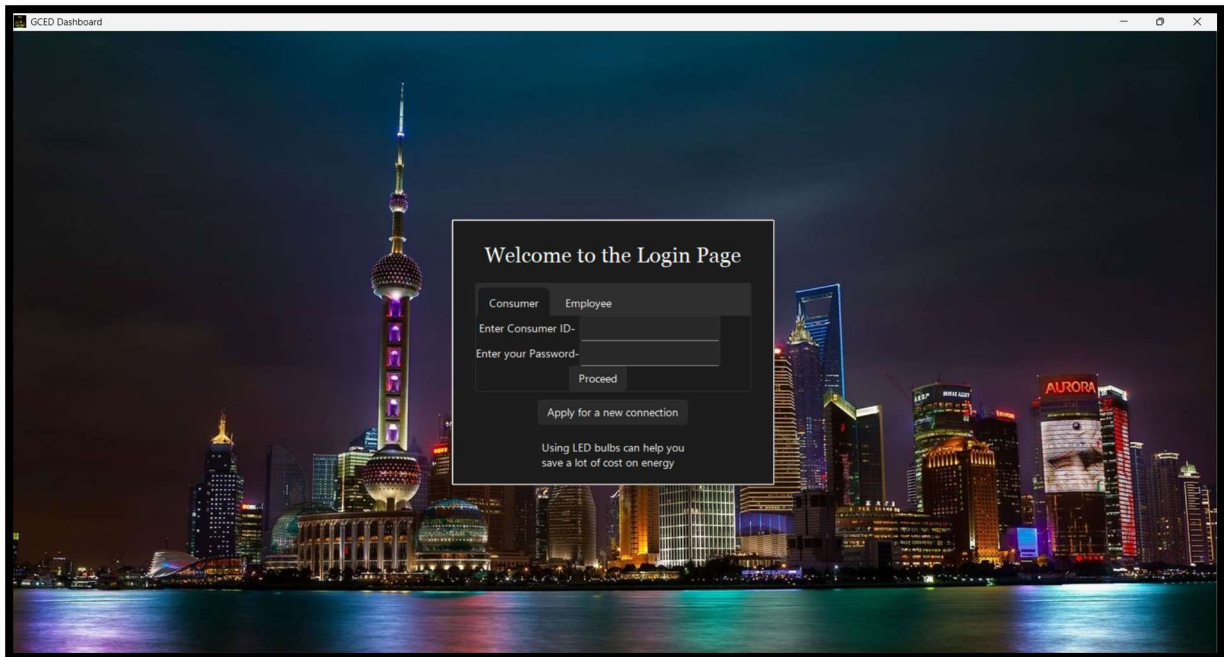 GCED Dashboard
Welcome to the Login Page
Consumer Employee
Enter Consumer ID-
Enter your Password-
Proceed
Apply for a new connection
Using LED bulbs can help you
save a lot of cost on energy
AURORA